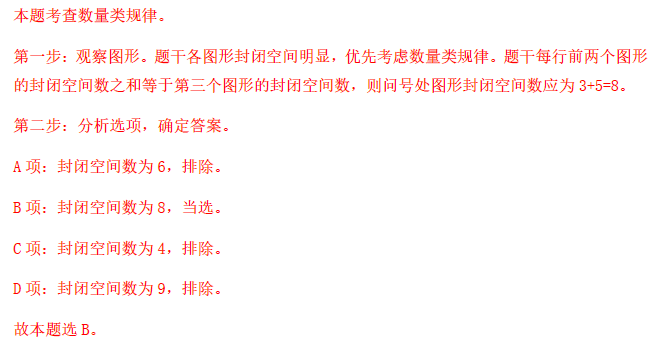 本题考查数量类规律。
第一步：观察图形。题干各图形封闭空间明显，优先考虑数量类规律。题干每行前两个图形
的封闭空间数之和等于第三个图形的封闭空间数，则问号处图形封闭空间数应为 3+5=8。
第二步：分析选项，确定答案。
A 项：封闭空间数为 6，排除。
B 项：封闭空间数为 8，当选。
C 项：封闭空间数为 4，排除。
D 项：封闭空间数为 9，排除。
故本题选 B。